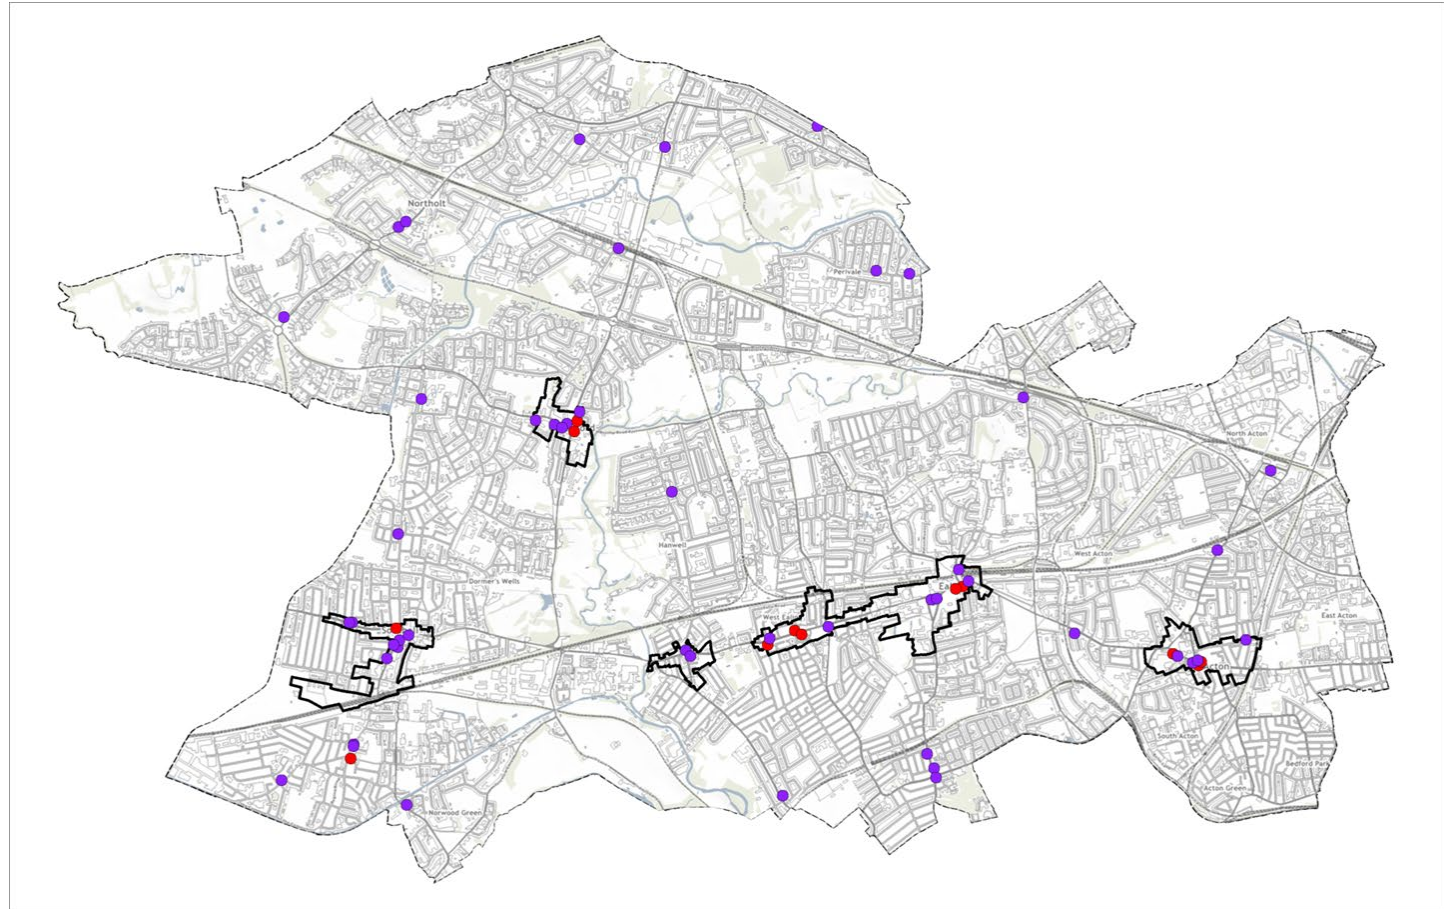 Northolt
Perivale
North Acton
Hanwell
West Acton
Dormer's Wells
East Acton
South Acton
Bedford Park
Acton Green
Norwood Green